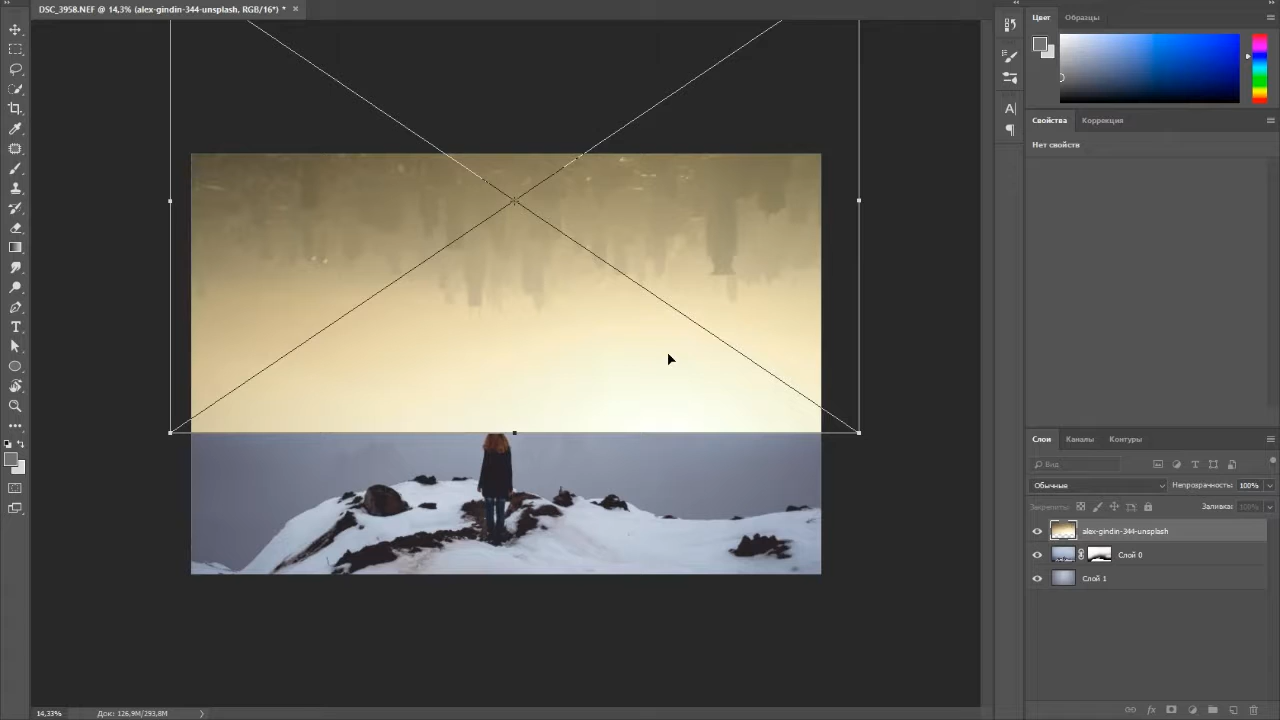 DSC_3958.NEF @ 14,3% (alex-gindin-344-unsplash, RGB/16*) *
Цвет
Образцы
Свойства
Коррекция
Нет свойств
Слои
Каналы
Контуры
Вид
Обычные
Непрозрачность:
100%
Закрепить:
Заливка:
100%
alex-gindin-344-unsplash
Слой 0
Слой 1
14,33%
Док: 126,9M/293,8M